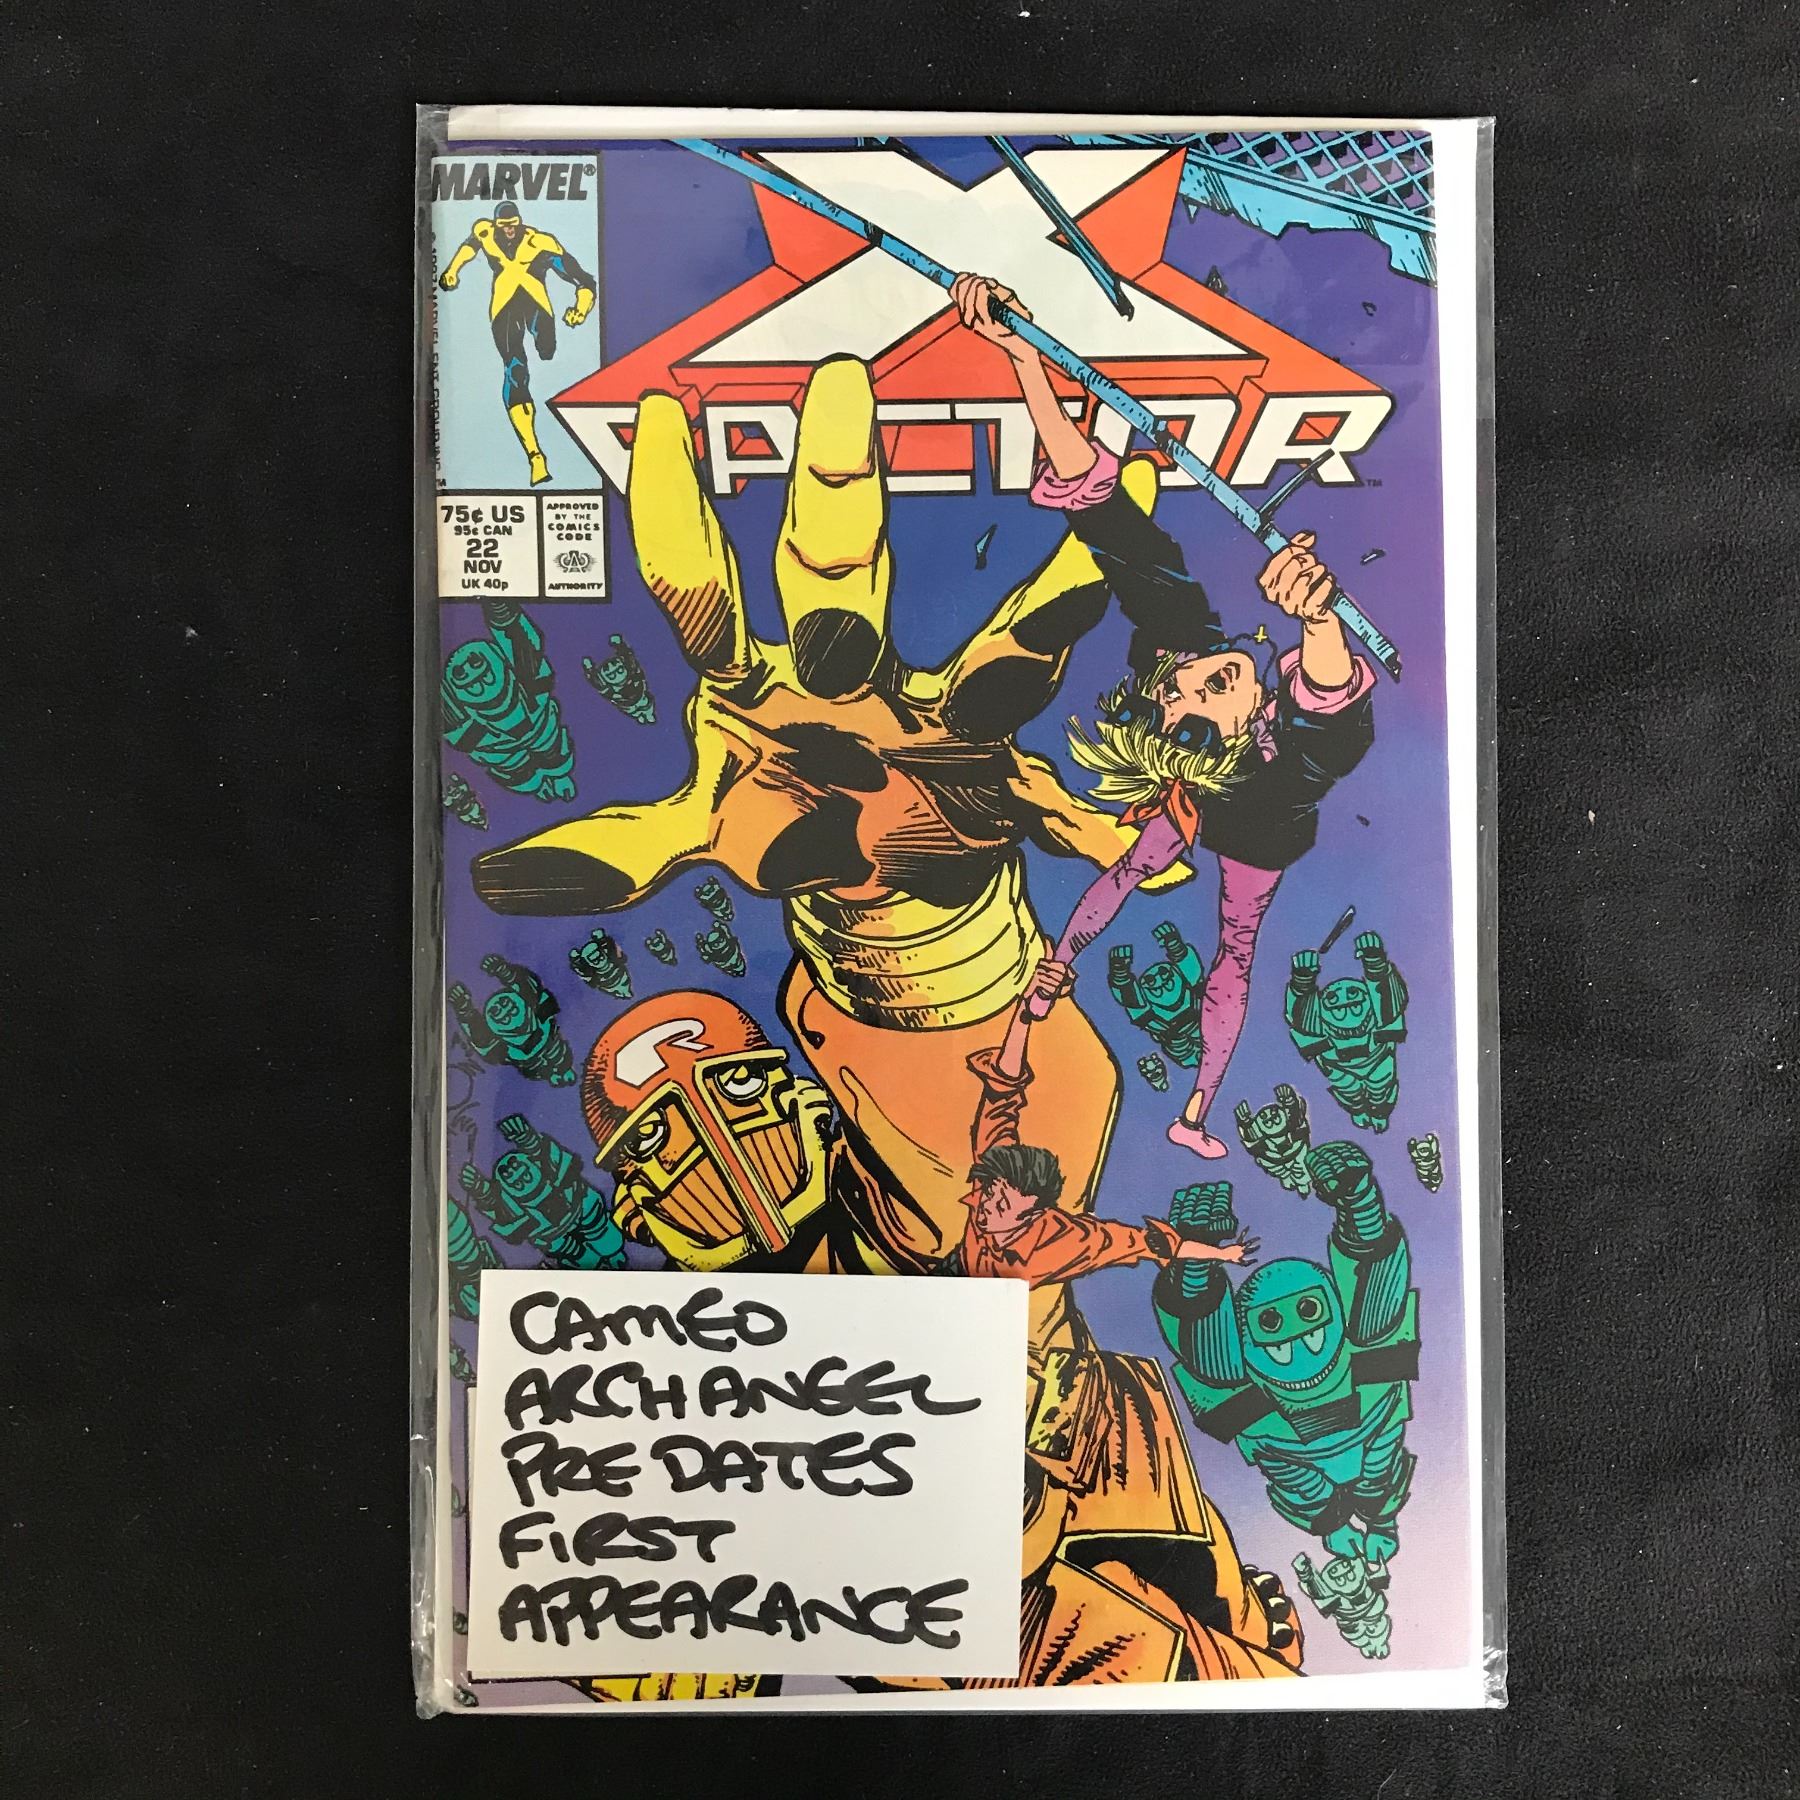 MARVEL®
X
FACTOR™
75¢ US
95¢ CAN
22
NOV
UK 40p
APPROVED
BY THE
COMICS
CODE
AUTHORITY
CAMEO
ARCHANGEL
PRE DATES
FIRST
APPEARANCE